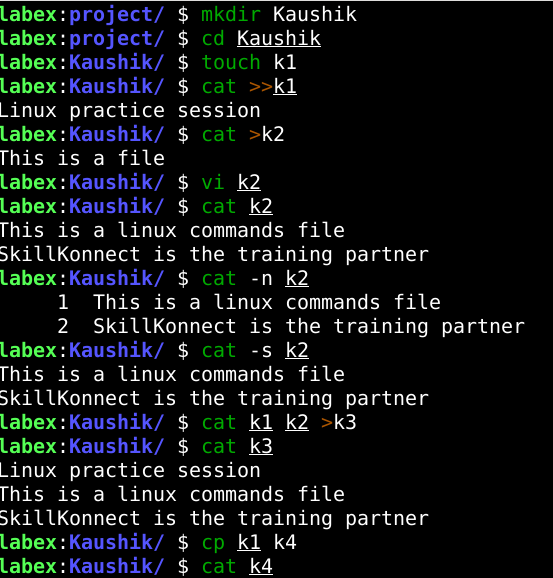 labex:project/ $ mkdir Kaushik
labex:project/ $ cd Kaushik
labex:Kaushik/ $ touch k1
labex:Kaushik/ $ cat >>k1
Linux practice session
labex:Kaushik/ $ cat >k2
This is a file
labex:Kaushik/ $ vi k2
labex:Kaushik/ $ cat k2
This is a linux commands file
SkillKonnect is the training partner
labex:Kaushik/ $ cat -n k2
     1  This is a linux commands file
     2  SkillKonnect is the training partner
labex:Kaushik/ $ cat -s k2
This is a linux commands file
SkillKonnect is the training partner
labex:Kaushik/ $ cat k1 k2 >k3
labex:Kaushik/ $ cat k3
Linux practice session
This is a linux commands file
SkillKonnect is the training partner
labex:Kaushik/ $ cp k1 k4
labex:Kaushik/ $ cat k4